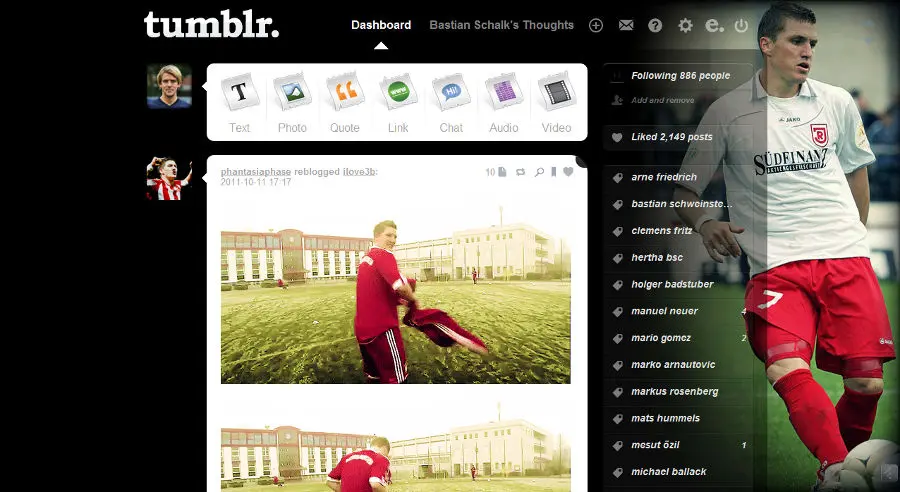 tumblr.
Dashboard Bastian Schalk's Thoughts
T
Hi!
Text Photo Quote Link Chat Audio Video
phantasiaphase reblogged ilove3b: 10
2011-10-11 17:17
Following 886 people
Add and remove
Liked 2,149 posts
arne friedrich
bastian schweinste...
clemens fritz
hertha bsc
holger badstuber
manuel neuer 4
mario gomez 2
marko arnautovic
markus rosenberg
mats hummels
mesut özil 1
michael ballack
JAKO
SÜDFINANZ
AKTIENGESELLSCHAFT
7